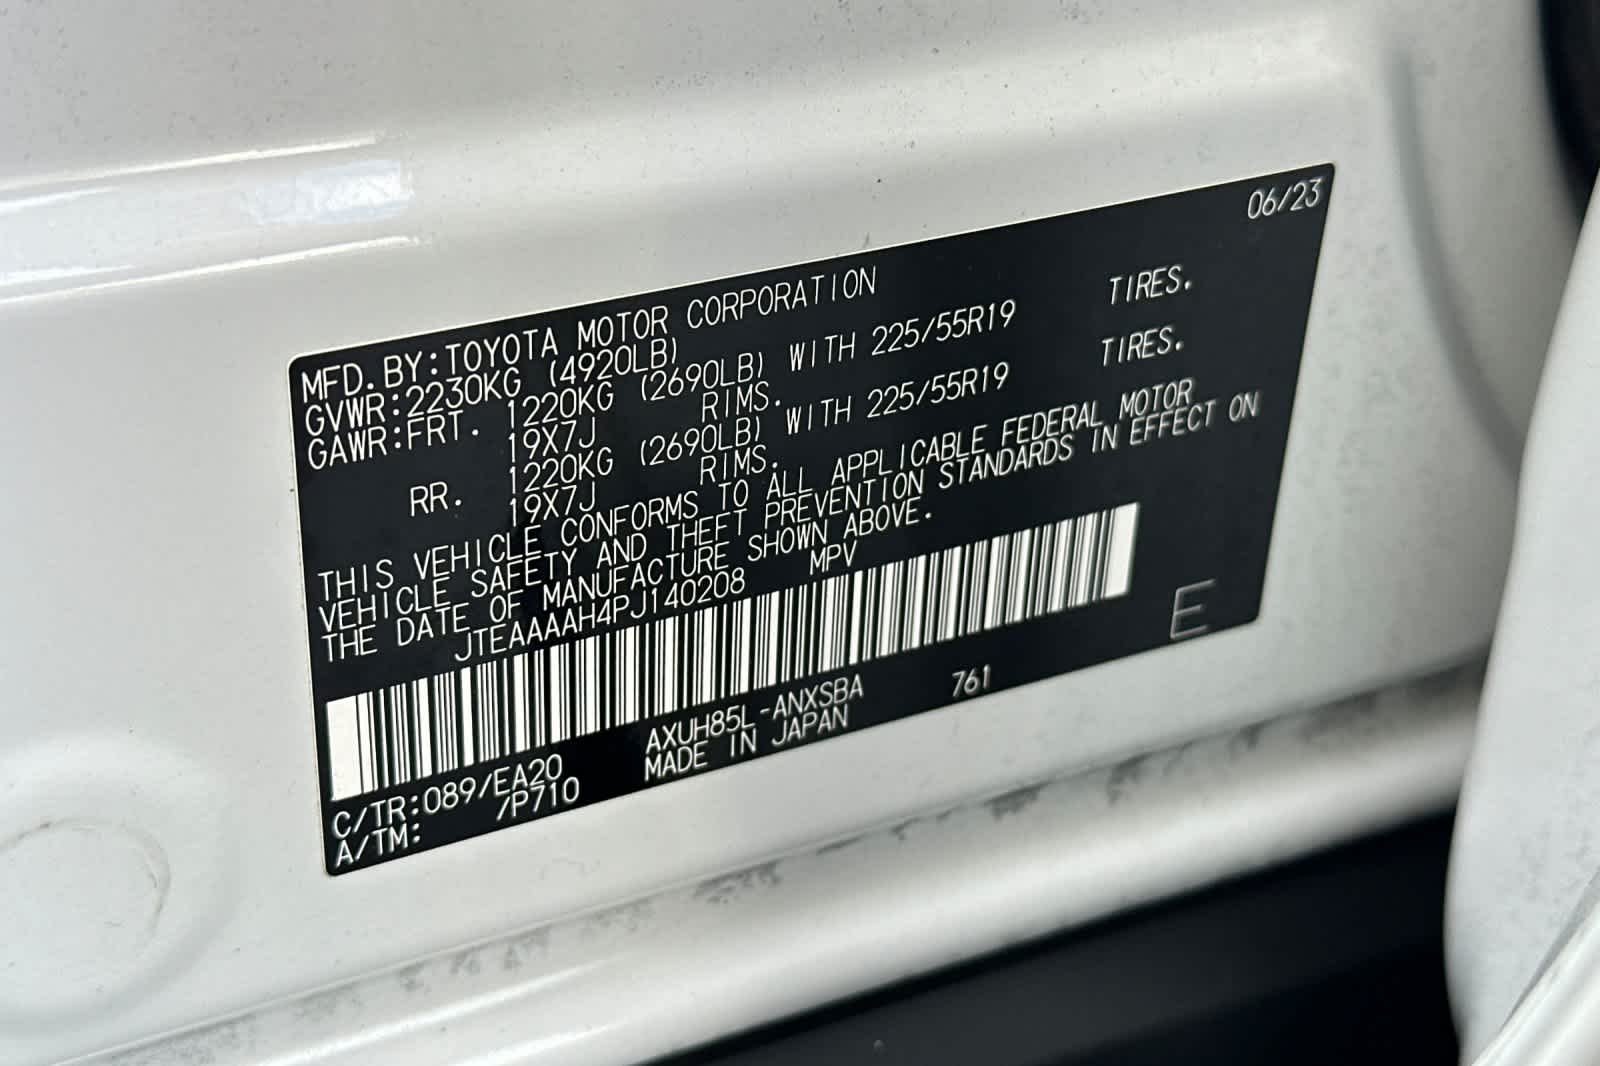 06/23
MFD. BY: TOYOTA MOTOR CORPORATION
GVWR: 2230KG (4920LB)
GAWR: FRT. 1220KG (2690LB) WITH 225/55R19 TIRES.
19X7J RIMS.
RR. 1220KG (2690LB) WITH 225/55R19 TIRES.
19X7J RIMS.
THIS VEHICLE CONFORMS TO ALL APPLICABLE FEDERAL MOTOR
VEHICLE SAFETY AND THEFT PREVENTION STANDARDS IN EFFECT ON
THE DATE OF MANUFACTURE SHOWN ABOVE.
JTEAAAAH4PJ140208 MPV
E
C/TR: 089/EA20 AXUH85L-ANXSBA 761
A/TM: /P710 MADE IN JAPAN